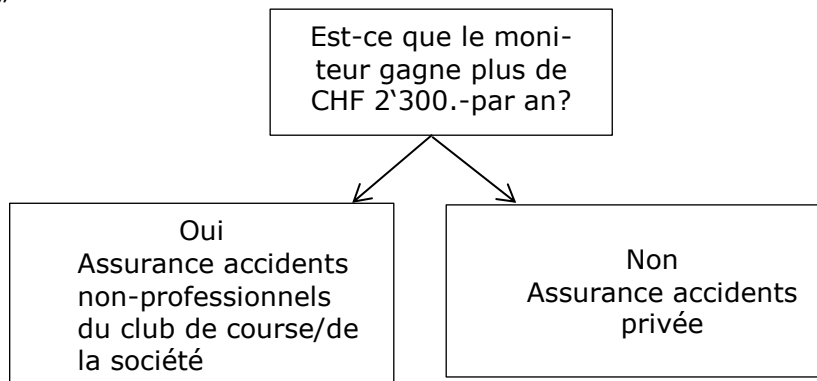 Est-ce que le moni-
teur gagne plus de
CHF 2‘300.-par an?
Oui
Assurance accidents
non-professionnels
du club de course/de
la société
Non
Assurance accidents
privée